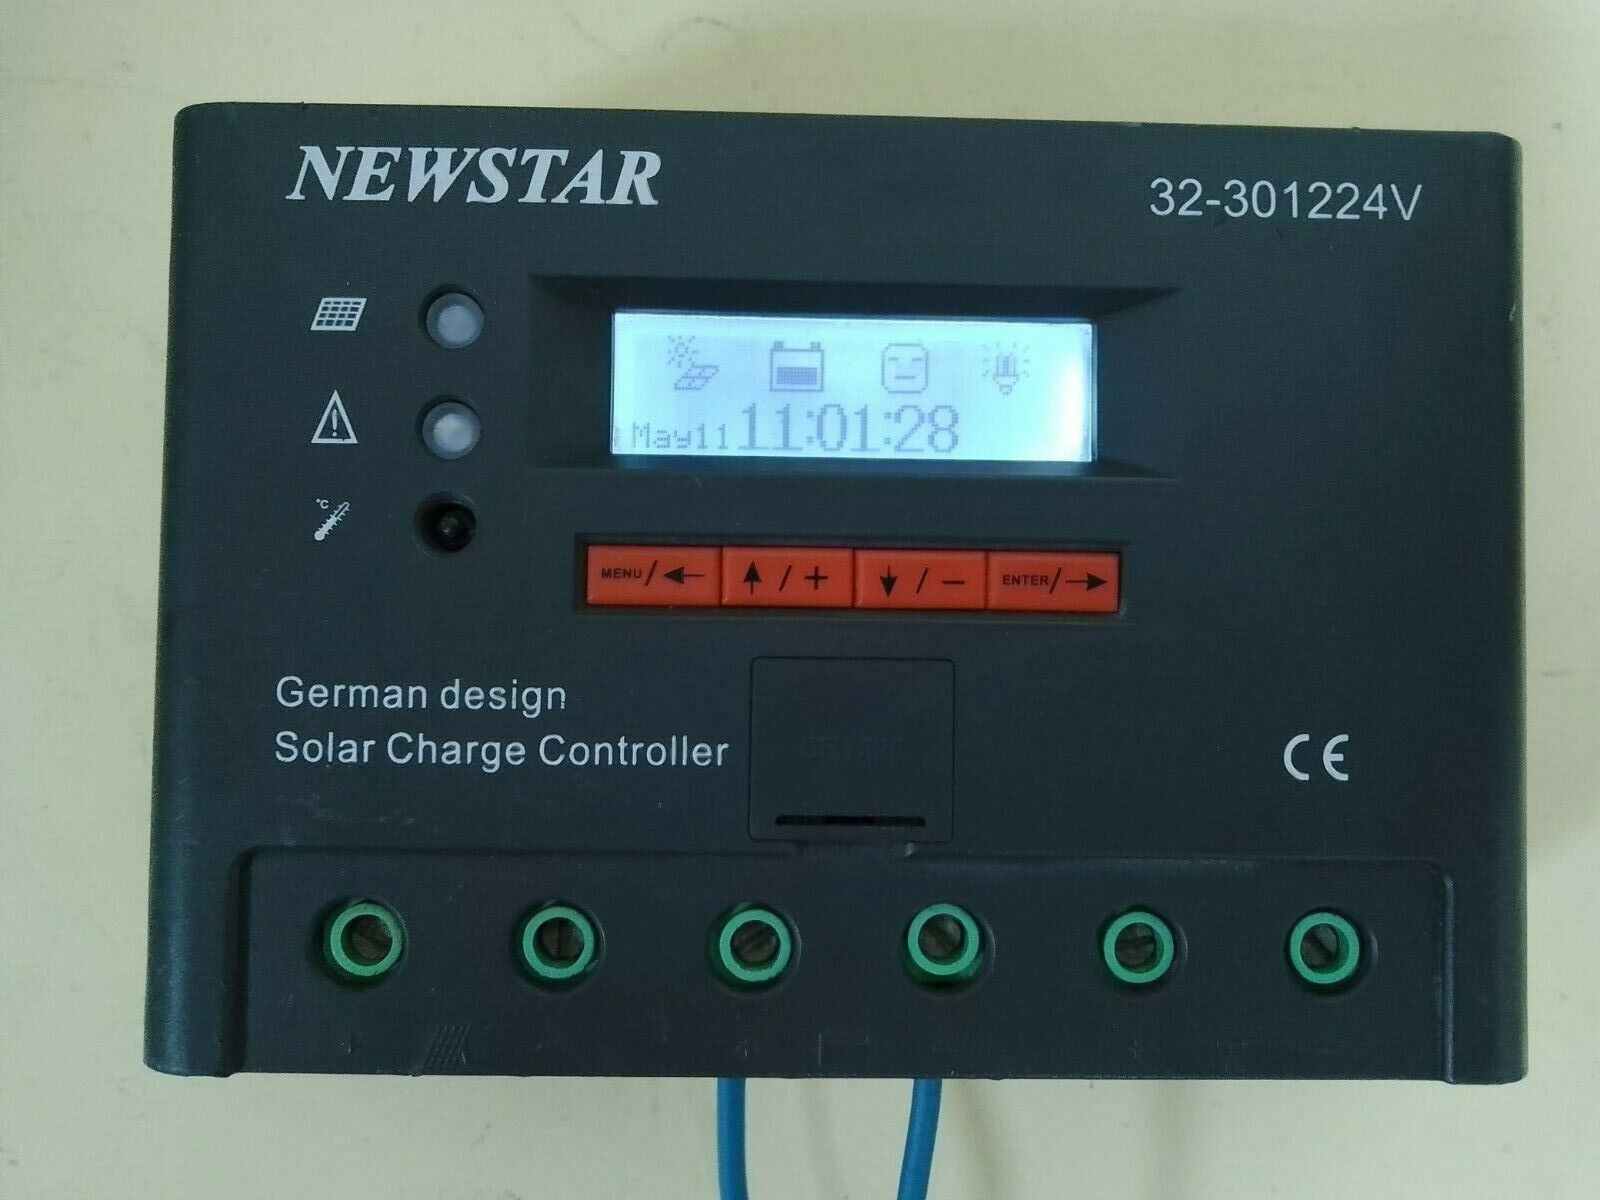 NEWSTAR
32-301224V
May11 11:01:28
°C
MENU/← ↑/+ ↓/− ENTER/→
German design
Solar Charge Controller
CE
+ − + − + −